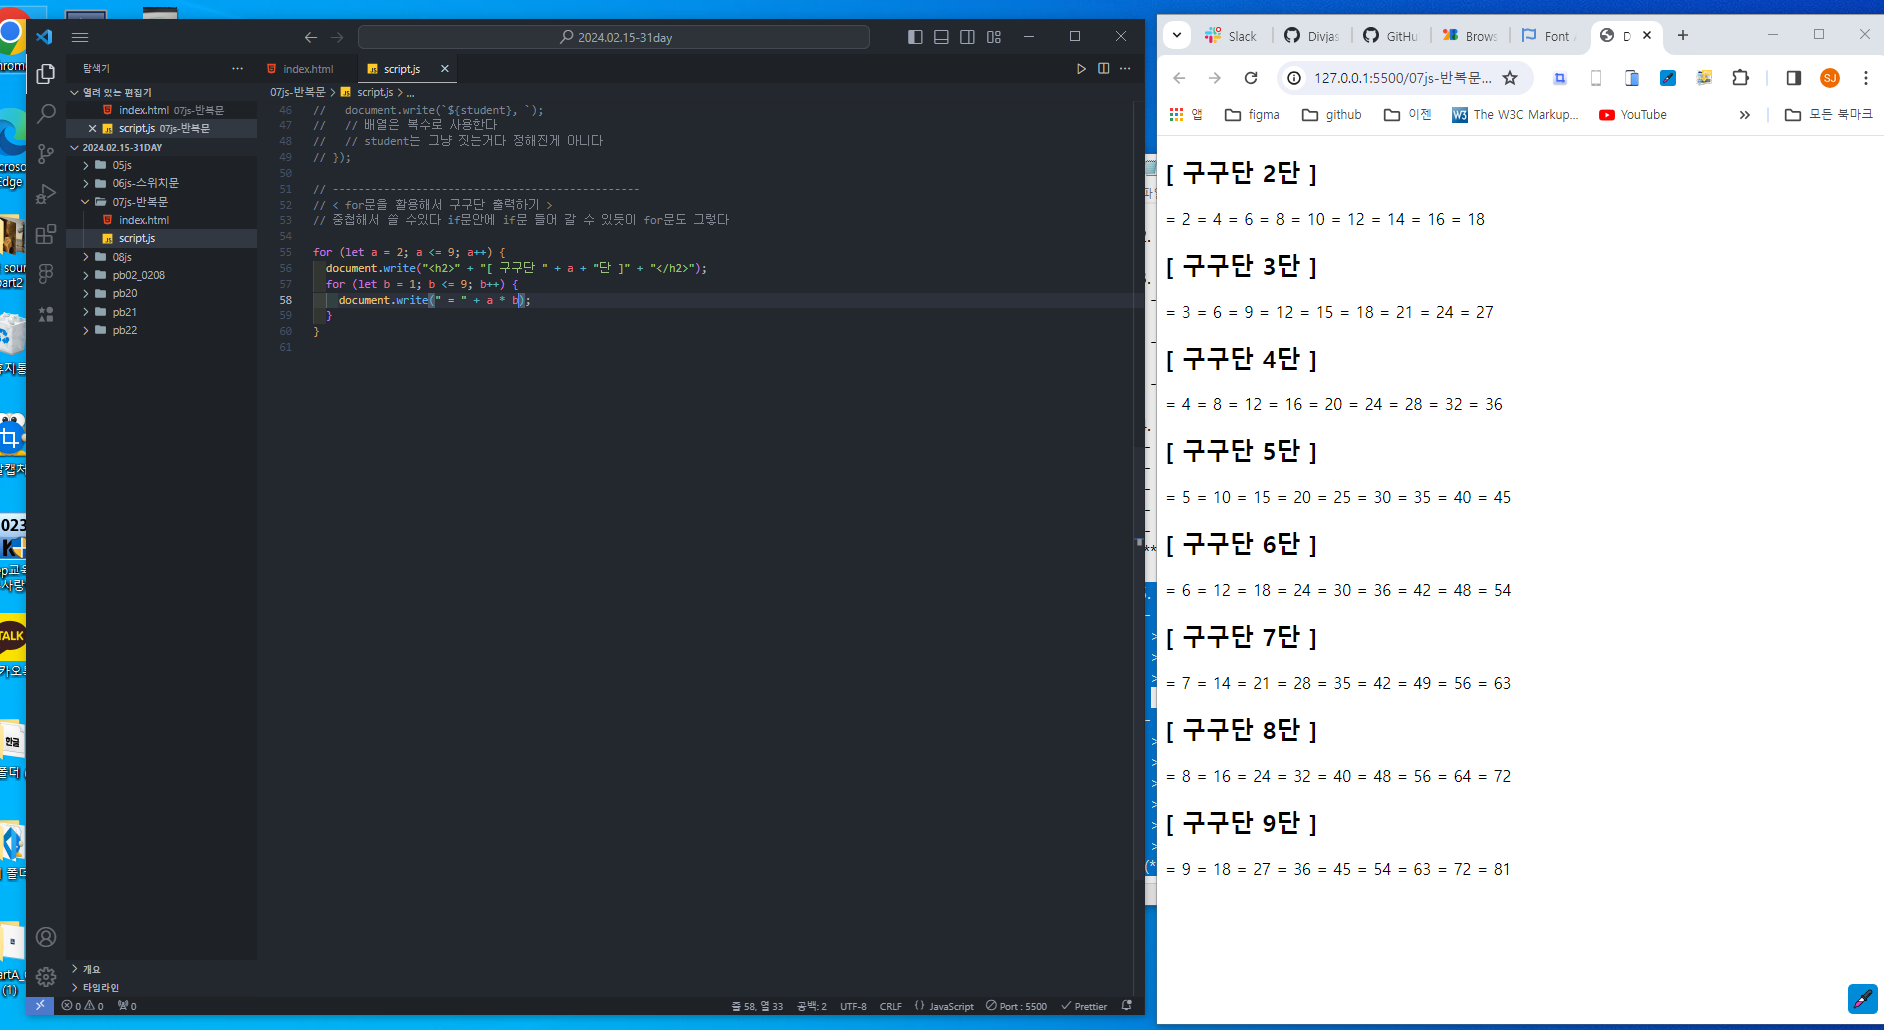 2024.02.15-31day
탐색기
열려 있는 편집기
index.html 07js-반복문
script.js 07js-반복문
2024.02.15-31DAY
05js
06js-스위치문
07js-반복문
index.html
script.js
08js
pb02_0208
pb20
pb21
pb22
개요
타임라인
index.html
script.js
07js-반복문 > script.js > ...
46 //   document.write(`${student}, `);
47 //   // 배열은 복수로 사용한다
48 //   // student는 그냥 짓는거다 정해진게 아니다
49 // });
50
51 // ------------------------------------------------
52 // < for문을 활용해서 구구단 출력하기 >
53 // 중첩해서 쓸 수있다 if문안에 if문 들어 갈 수 있듯이 for문도 그렇다
54
55 for (let a = 2; a <= 9; a++) {
56   document.write("<h2>" + "[ 구구단 " + a + "단 ]" + "</h2>");
57   for (let b = 1; b <= 9; b++) {
58     document.write(" = " + a * b);
59   }
60 }
61
0 0 0
줄 58, 열 33 공백: 2 UTF-8 CRLF {} JavaScript Port : 5500 Prettier
Slack
Divjas
GitHu
Brows
Font
D
127.0.0.1:5500/07js-반복문...
SJ
앱 figma github 이젠 The W3C Markup... YouTube 모든 북마크
[ 구구단 2단 ]
= 2 = 4 = 6 = 8 = 10 = 12 = 14 = 16 = 18
[ 구구단 3단 ]
= 3 = 6 = 9 = 12 = 15 = 18 = 21 = 24 = 27
[ 구구단 4단 ]
= 4 = 8 = 12 = 16 = 20 = 24 = 28 = 32 = 36
[ 구구단 5단 ]
= 5 = 10 = 15 = 20 = 25 = 30 = 35 = 40 = 45
[ 구구단 6단 ]
= 6 = 12 = 18 = 24 = 30 = 36 = 42 = 48 = 54
[ 구구단 7단 ]
= 7 = 14 = 21 = 28 = 35 = 42 = 49 = 56 = 63
[ 구구단 8단 ]
= 8 = 16 = 24 = 32 = 40 = 48 = 56 = 64 = 72
[ 구구단 9단 ]
= 9 = 18 = 27 = 36 = 45 = 54 = 63 = 72 = 81